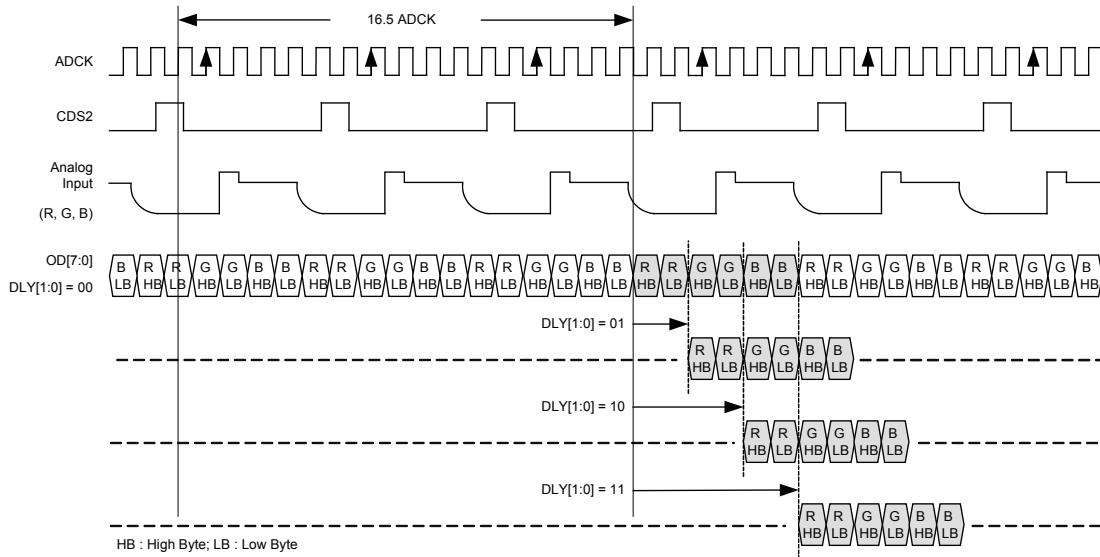 16.5 ADCK
ADCK
CDS2
Analog
Input
(R, G, B)
OD[7:0]
DLY[1:0] = 00
B R R G G B B R R G G B B R R G G B B R R G G B B R R G G B B R R G G B
LB HB LB HB LB HB LB HB LB HB LB HB LB HB LB HB LB HB LB HB LB HB LB HB LB HB LB HB LB HB LB HB LB HB LB HB
DLY[1:0] = 01
R R G G B B
HB LB HB LB HB LB
DLY[1:0] = 10
R R G G B B
HB LB HB LB HB LB
DLY[1:0] = 11
R R G G B B
HB LB HB LB HB LB
HB : High Byte; LB : Low Byte